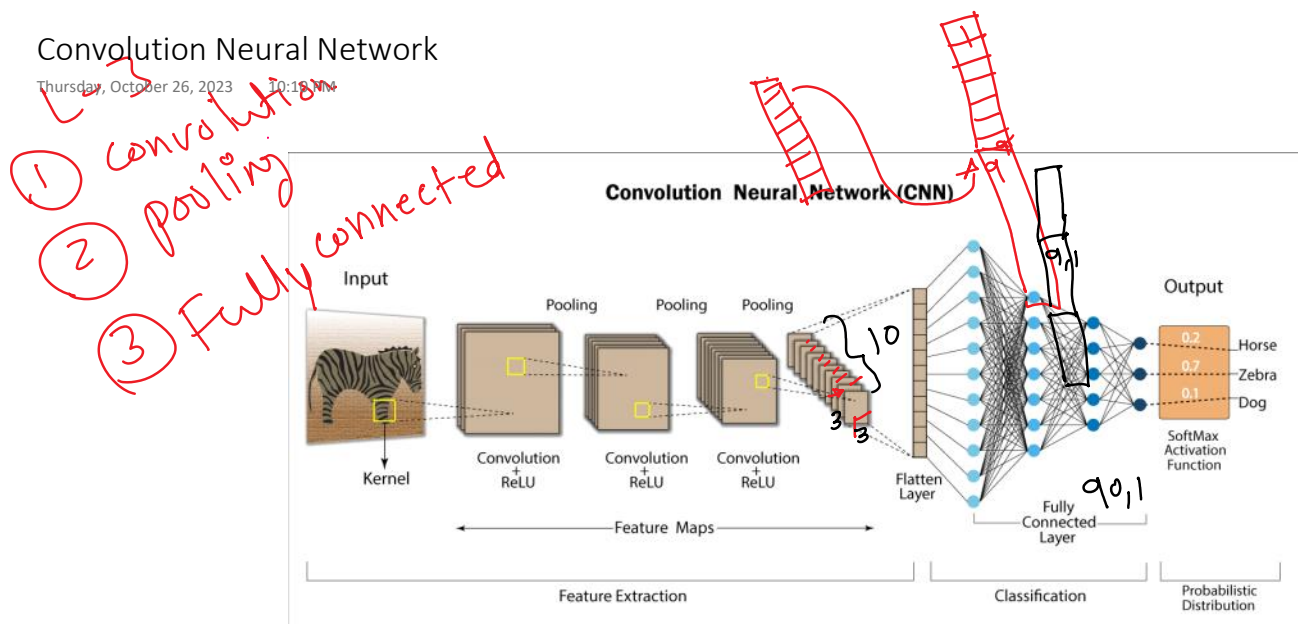 Convolution Neural Network
Thursday, October 26, 2023 10:19 PM
L-3
1 convolution
2 pooling
3 Fully connected
Convolution Neural Network (CNN)
9
9,1
Input
Output
Pooling
Pooling
Pooling
10
0.2
Horse
0.7
Zebra
0.1
Dog
3
3
Kernel
Convolution
+
ReLU
Convolution
+
ReLU
Convolution
+
ReLU
Flatten
Layer
SoftMax
Activation
Function
90,1
Fully
Connected
Layer
Feature Maps
Feature Extraction
Classification
Probabilistic
Distribution